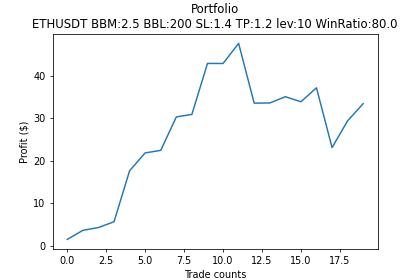 Portfolio
ETHUSDT BBM:2.5 BBL:200 SL:1.4 TP:1.2 lev:10 WinRatio:80.0
40
30
20
10
0
Profit ($)
0.0 2.5 5.0 7.5 10.0 12.5 15.0 17.5
Trade counts